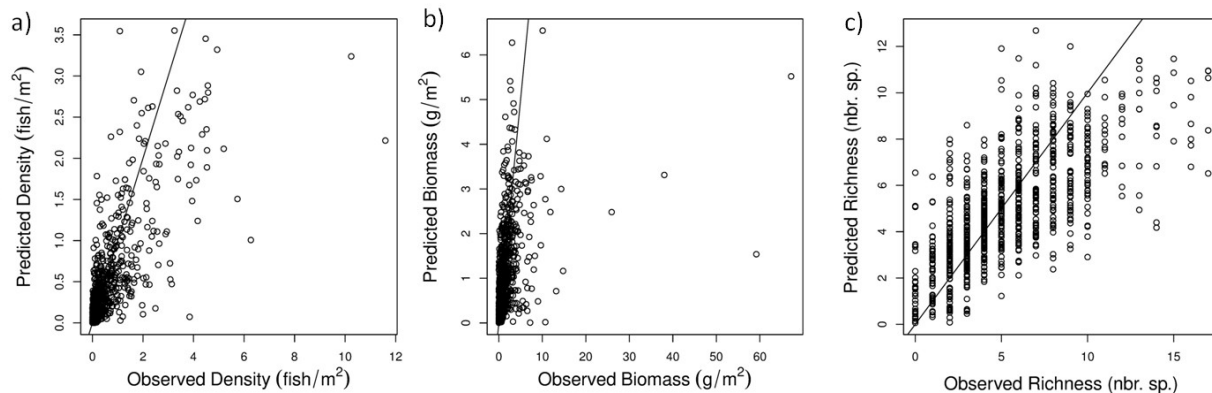 a)
Predicted Density (fish/m²)
3.5
3.0
2.5
2.0
1.5
1.0
0.5
0.0
0 2 4 6 8 10 12
Observed Density (fish/m²)
b)
Predicted Biomass (g/m²)
6
5
4
3
2
1
0
0 10 20 30 40 50 60
Observed Biomass (g/m²)
c)
Predicted Richness (nbr. sp.)
12
10
8
6
4
2
0
0 5 10 15
Observed Richness (nbr. sp.)